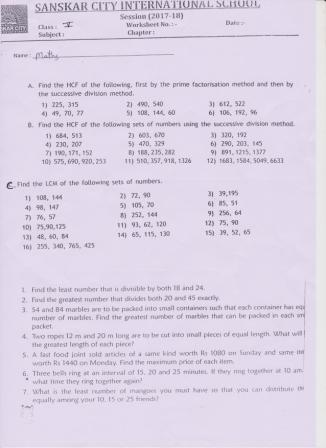 SANSKAR CITY INTERNATIONAL SCHOOL
Session (2017-18)
Class : V Worksheet No.:- Date:-
Subject : Chapter :
Name: Maths
A. Find the HCF of the following, first by the prime factorisation method and then by
the successive division method.
1) 225, 315 2) 490, 540 3) 612, 522
4) 49, 70, 77 5) 108, 144, 60 6) 106, 192, 96
B. Find the HCF of the following sets of numbers using the successive division method.
1) 684, 513 2) 603, 670 3) 320, 192
4) 230, 207 5) 470, 329 6) 290, 203, 145
7) 190, 171, 152 8) 188, 235, 282 9) 891, 1215, 1377
10) 575, 690, 920, 253 11) 510, 357, 918, 1326 12) 1683, 1584, 5049, 6633
C. Find the LCM of the following sets of numbers.
1) 108, 144 2) 72, 90 3) 39,195
4) 98, 147 5) 105, 70 6) 85, 51
7) 76, 57 8) 252, 144 9) 256, 64
10) 75,90,125 11) 93, 62, 120 12) 75, 90
13) 48, 60, 84 14) 65, 115, 130 15) 39, 52, 65
16) 255, 340, 765, 425
1. Find the least number that is divisible by both 18 and 24.
2. Find the greatest number that divides both 20 and 45 exactly.
3. 54 and 84 marbles are to be packed into small containers such that each container has equ
number of marbles. Find the greatest number of marbles that can be packed in each
packet.
4. Two ropes 12 m and 20 m long are to be cut into small pieces of equal length. What will
the greatest length of each piece?
5. A fast food joint sold articles of a same kind worth Rs 1080 on Sunday and same
worth Rs 1440 on Monday. Find the maximum price of each item.
6. Three bells ring at an interval of 15, 20 and 25 minutes. If they ring together at 10 am.
what time they ring together again?
7. What is the least number of mangoes you must have so that you can distribute
equally among your 10, 15 or 25 friends?